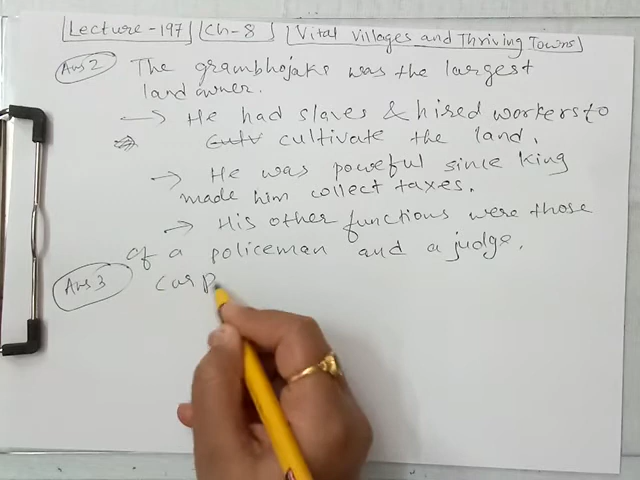 Lecture-197 Ch-8 Vital Villages and Thriving Towns
Ans 2 The grambhojaks was the largest
land owner.
→ He had slaves & hired workers to
cultivate the land.
→ He was poweful since King
made him collect taxes.
→ His other functions were those
of a policeman and a judge.
Ans 3 carp